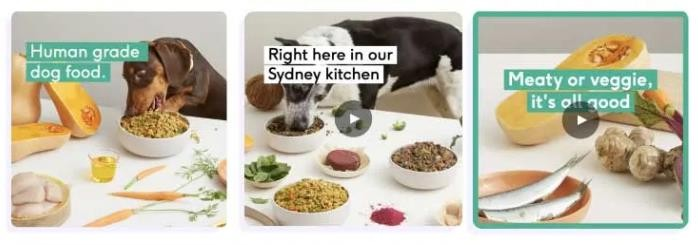 Human grade
dog food.
Right here in our
Sydney kitchen
Meaty or veggie,
it's all good